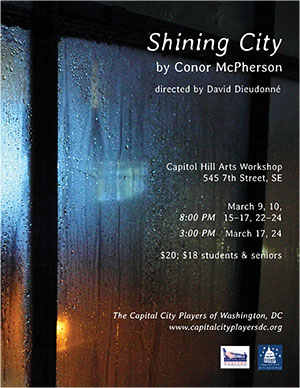 Shining City
by Conor McPherson
directed by David Dieudonné
Capitol Hill Arts Workshop
545 7th Street, SE
March 9, 10,
8:00 PM 15–17, 22–24
3:00 PM March 17, 24
$20; $18 students & seniors
The Capital City Players of Washington, DC
www.capitalcityplayersdc.org